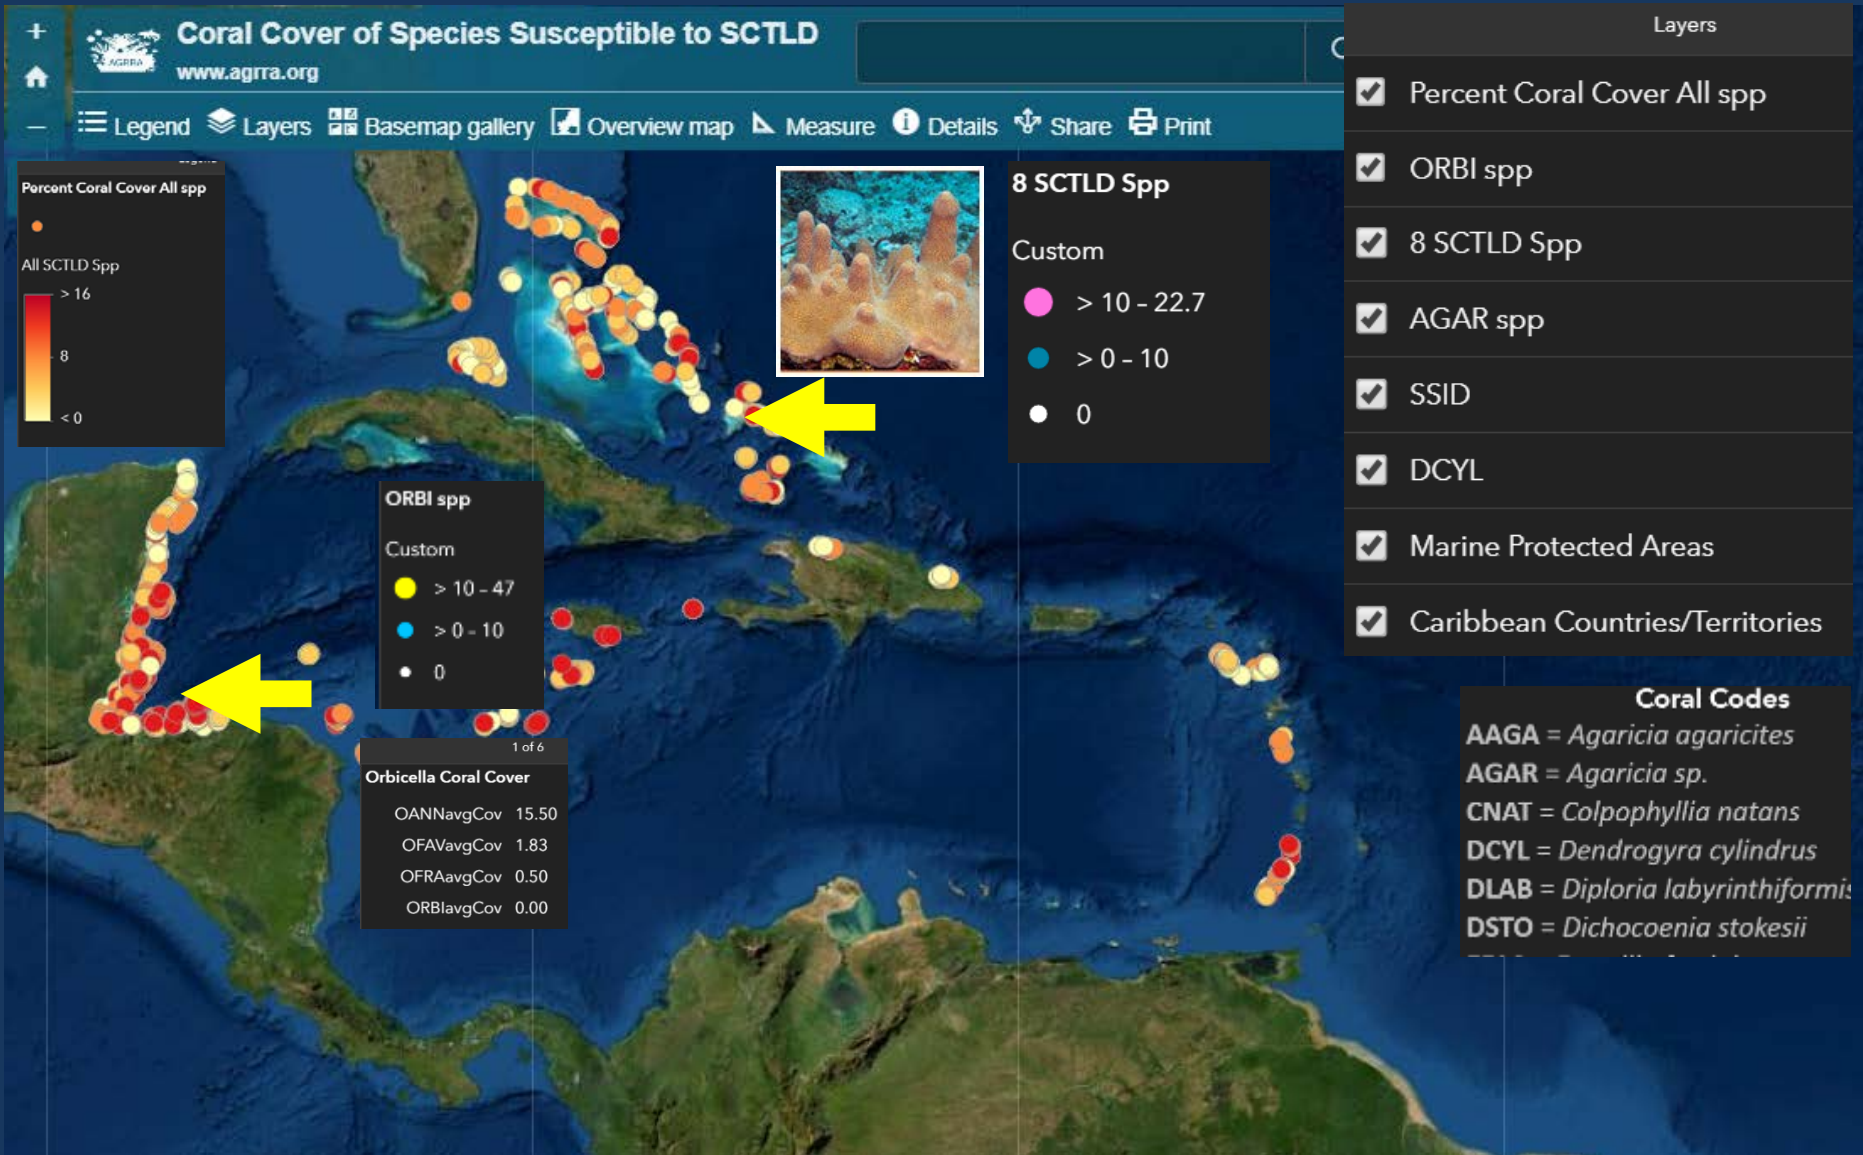 Coral Cover of Species Susceptible to SCTLD
www.agrra.org
AGRRA
Legend
Layers
Basemap gallery
Overview map
Measure
Details
Share
Print
Percent Coral Cover All spp
All SCTLD Spp
> 16
8
< 0
8 SCTLD Spp
Custom
> 10 – 22.7
> 0 – 10
0
ORBI spp
Custom
> 10 – 47
> 0 – 10
0
1 of 6
Orbicella Coral Cover
OANNavgCov 15.50
OFAVavgCov 1.83
OFRAavgCov 0.50
ORBIavgCov 0.00
Layers
Percent Coral Cover All spp
ORBI spp
8 SCTLD Spp
AGAR spp
SSID
DCYL
Marine Protected Areas
Caribbean Countries/Territories
Coral Codes
AAGA = Agaricia agaricites
AGAR = Agaricia sp.
CNAT = Colpophyllia natans
DCYL = Dendrogyra cylindrus
DLAB = Diploria labyrinthiformis
DSTO = Dichocoenia stokesii